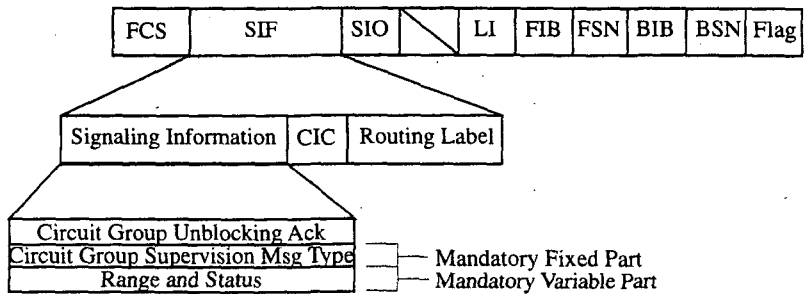 FCS SIF SIO LI FIB FSN BIB BSN Flag
Signaling Information CIC Routing Label
Circuit Group Unblocking Ack
Circuit Group Supervision Msg Type
Mandatory Fixed Part
Range and Status
Mandatory Variable Part